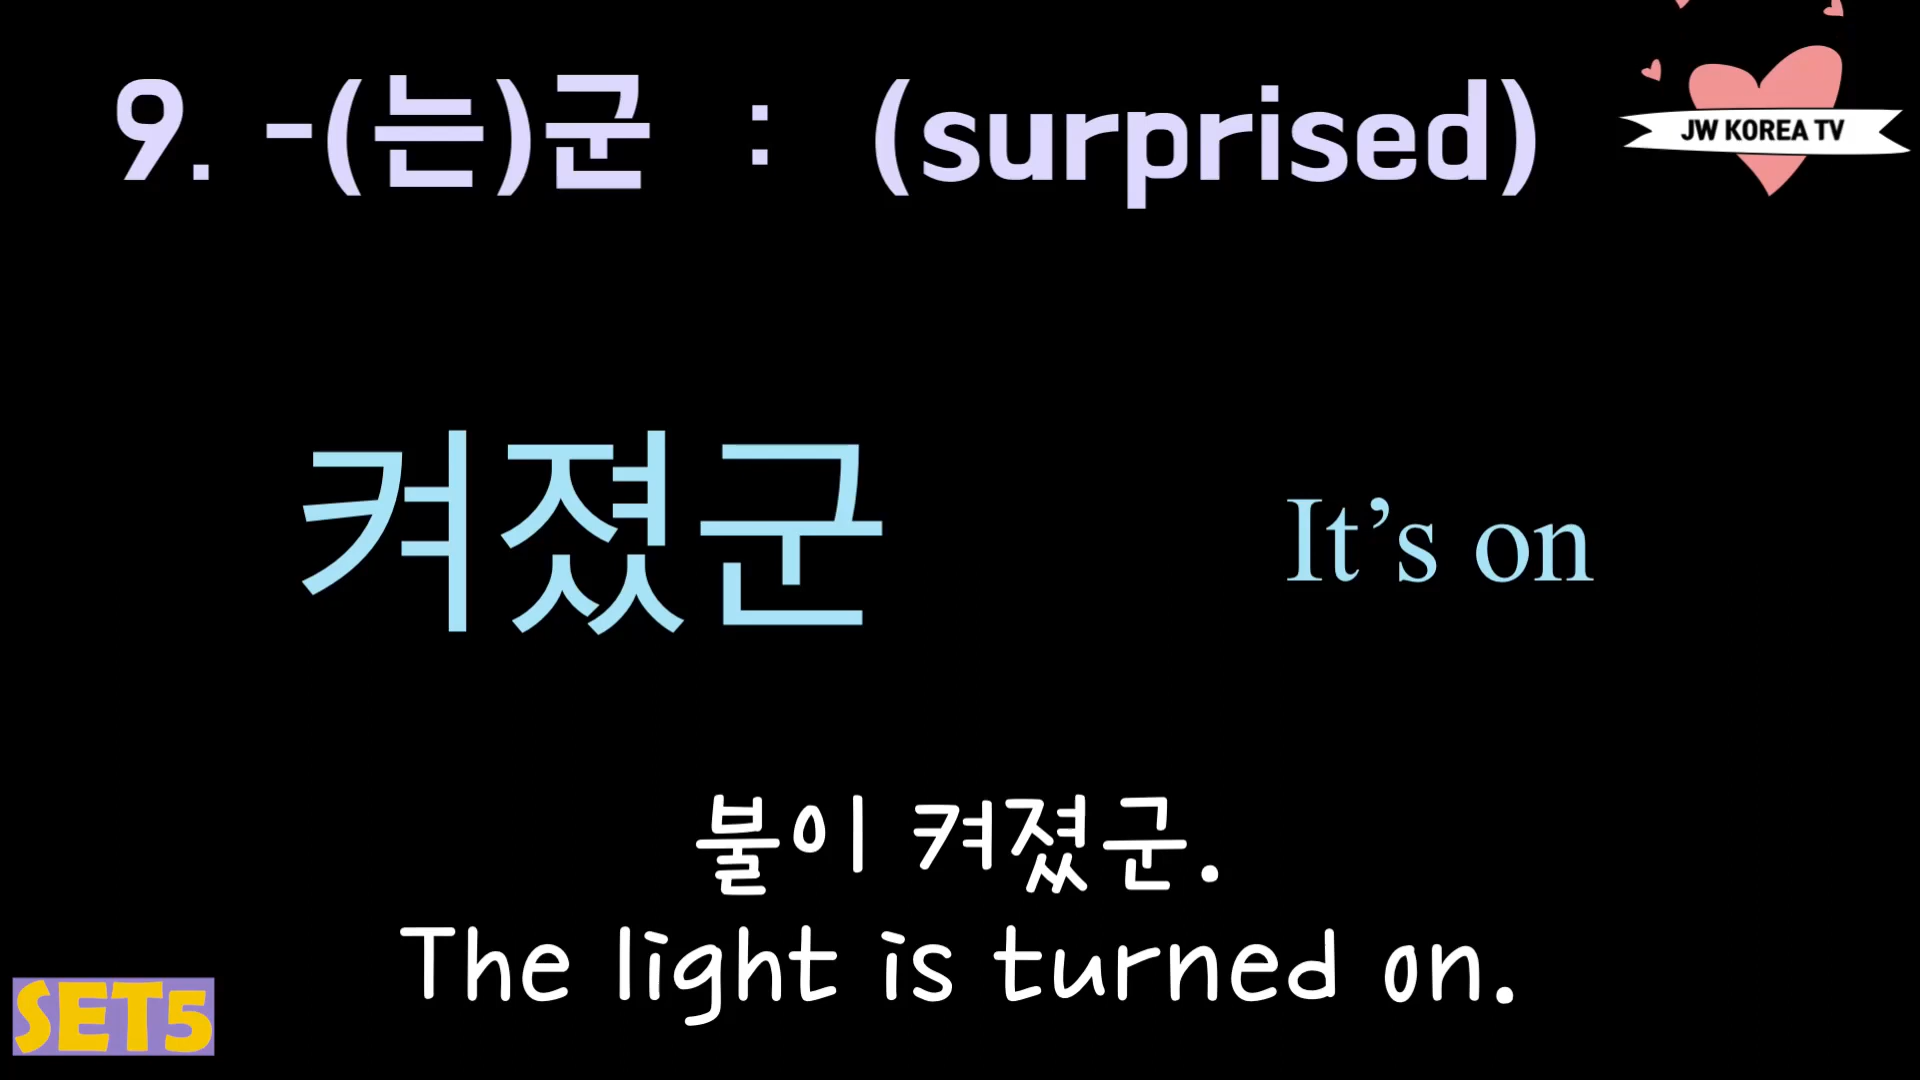 9. -(는)군 : (surprised)
JW KOREA TV
켜졌군 It’s on
불이 켜졌군.
The light is turned on.
SET5